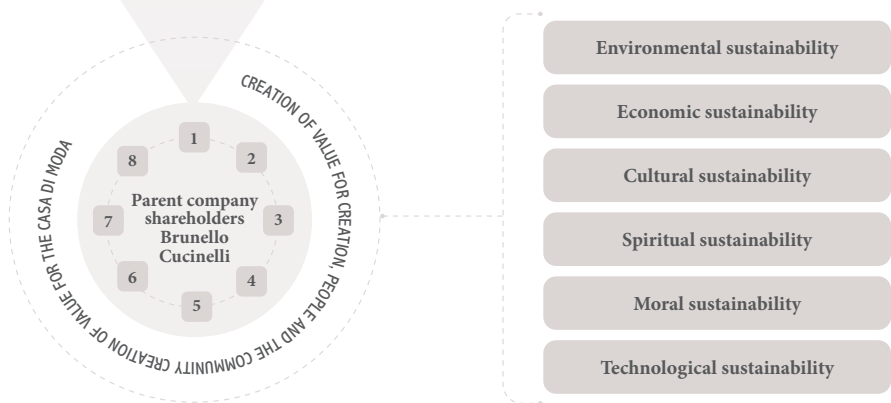 CREATION OF VALUE FOR CREATION, PEOPLE AND THE COMMUNITY
CREATION OF VALUE FOR THE CASA DI MODA
1
2
3
4
5
6
7
8
Parent company
shareholders
Brunello
Cucinelli
Environmental sustainability
Economic sustainability
Cultural sustainability
Spiritual sustainability
Moral sustainability
Technological sustainability